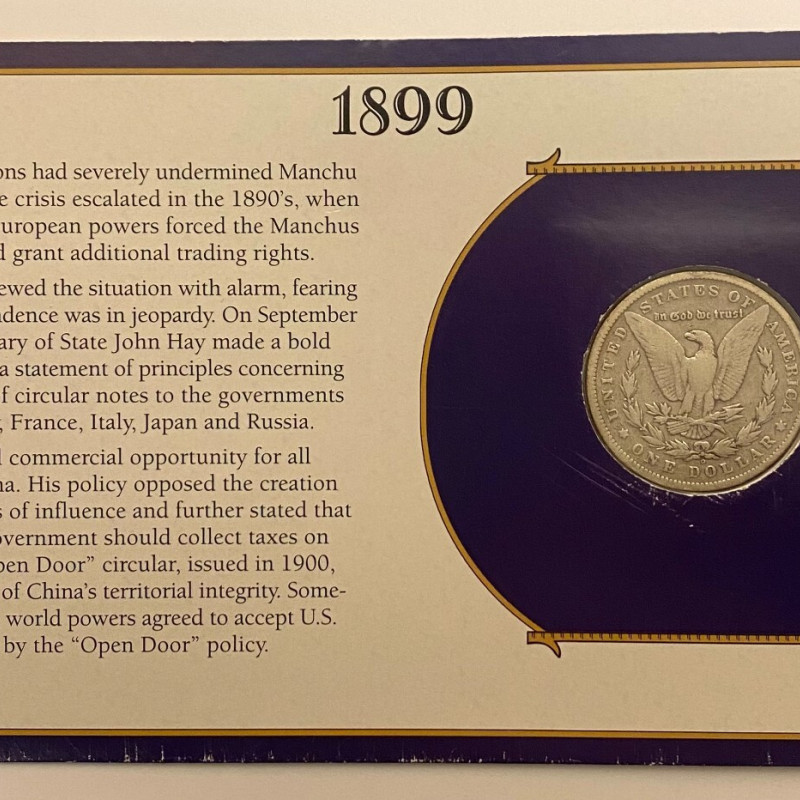 1899
ons had severely undermined Manchu
e crisis escalated in the 1890's, when
uropean powers forced the Manchus
d grant additional trading rights.
ewed the situation with alarm, fearing
dence was in jeopardy. On September
ary of State John Hay made a bold
a statement of principles concerning
f circular notes to the governments
, France, Italy, Japan and Russia.
l commercial opportunity for all
na. His policy opposed the creation
s of influence and further stated that
overnment should collect taxes on
pen Door” circular, issued in 1900,
of China's territorial integrity. Some-
world powers agreed to accept U.S.
by the “Open Door” policy.
UNITED STATES OF AMERICA
In God we trust
ONE DOLLAR